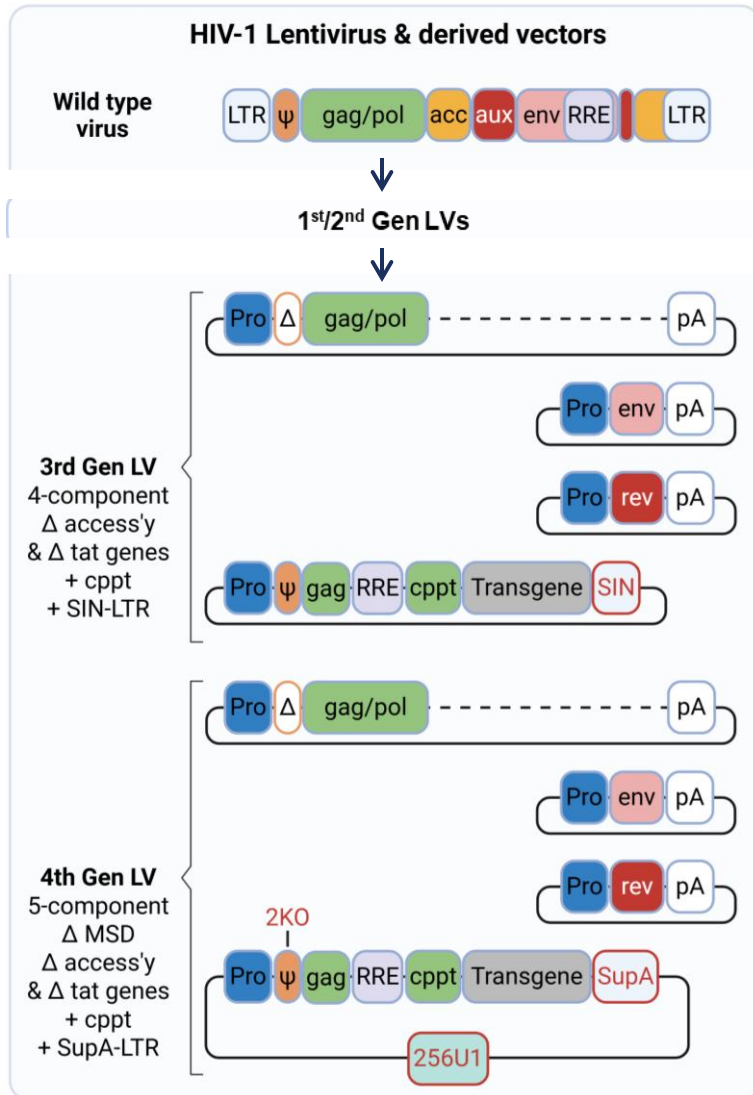 HIV-1 Lentivirus & derived vectors
Wild type
virus
LTR ψ gag/pol acc aux env RRE LTR
1st/2nd Gen LVs
Pro Δ gag/pol pA
Pro env pA
Pro rev pA
3rd Gen LV
4-component
Δ access'y
& Δ tat genes
+ cppt
+ SIN-LTR
Pro ψ gag RRE cppt Transgene SIN
Pro Δ gag/pol pA
Pro env pA
Pro rev pA
4th Gen LV
5-component
Δ MSD
Δ access'y
& Δ tat genes
+ cppt
+ SupA-LTR
2KO
Pro ψ gag RRE cppt Transgene SupA
256U1